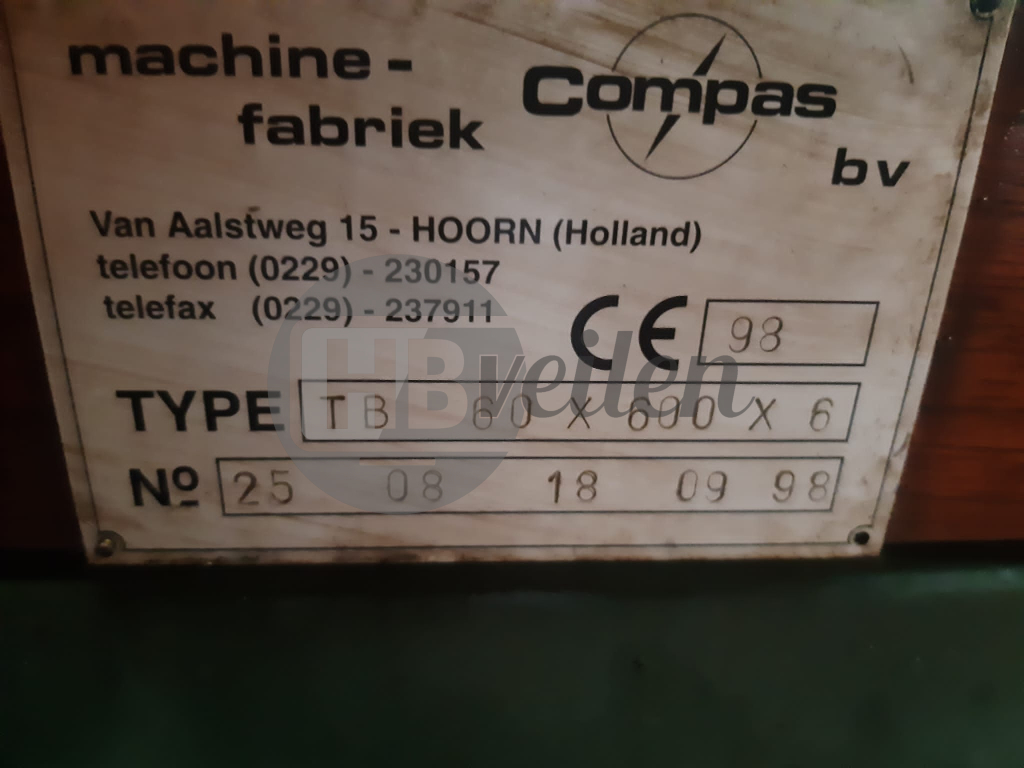 machine -
fabriek
Compas
bv
Van Aalstweg 15 - HOORN (Holland)
telefoon (0229) - 230157
telefax (0229) - 237911
CE 98
HBveilen
TYPE TB 60 X 600 X 6
Nº 25 08 18 09 98